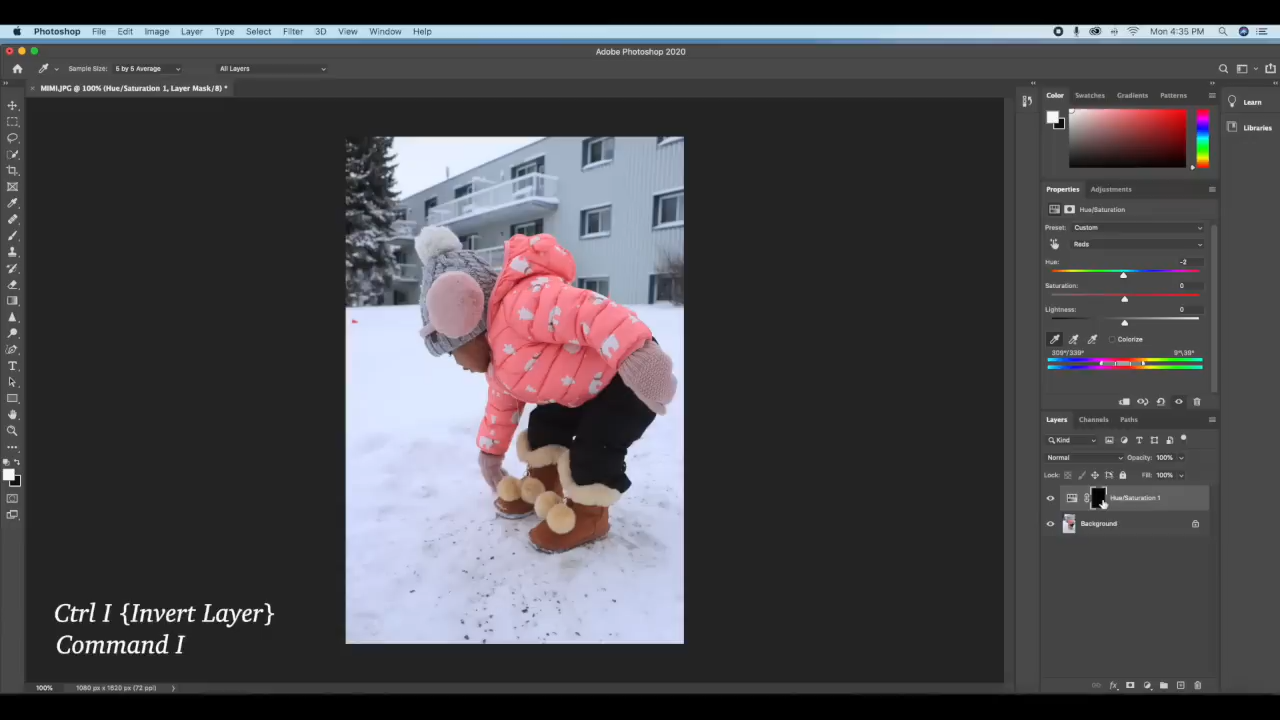 Photoshop File Edit Image Layer Type Select Filter 3D View Window Help Mon 4:35 PM
Adobe Photoshop 2020
Sample Size: 5 by 5 Average All Layers
MIMI.JPG @ 100% (Hue/Saturation 1, Layer Mask/8) *
Color Swatches Gradients Patterns
Learn
Libraries
Properties Adjustments
Hue/Saturation
Preset: Custom
Reds
Hue: -2
Saturation: 0
Lightness: 0
Colorize
309°/339° 9°\39°
Layers Channels Paths
Kind
Normal Opacity: 100%
Lock: Fill: 100%
Hue/Saturation 1
Background
Ctrl I {Invert Layer}
Command I
100% 1080 px x 1620 px (72 ppi)